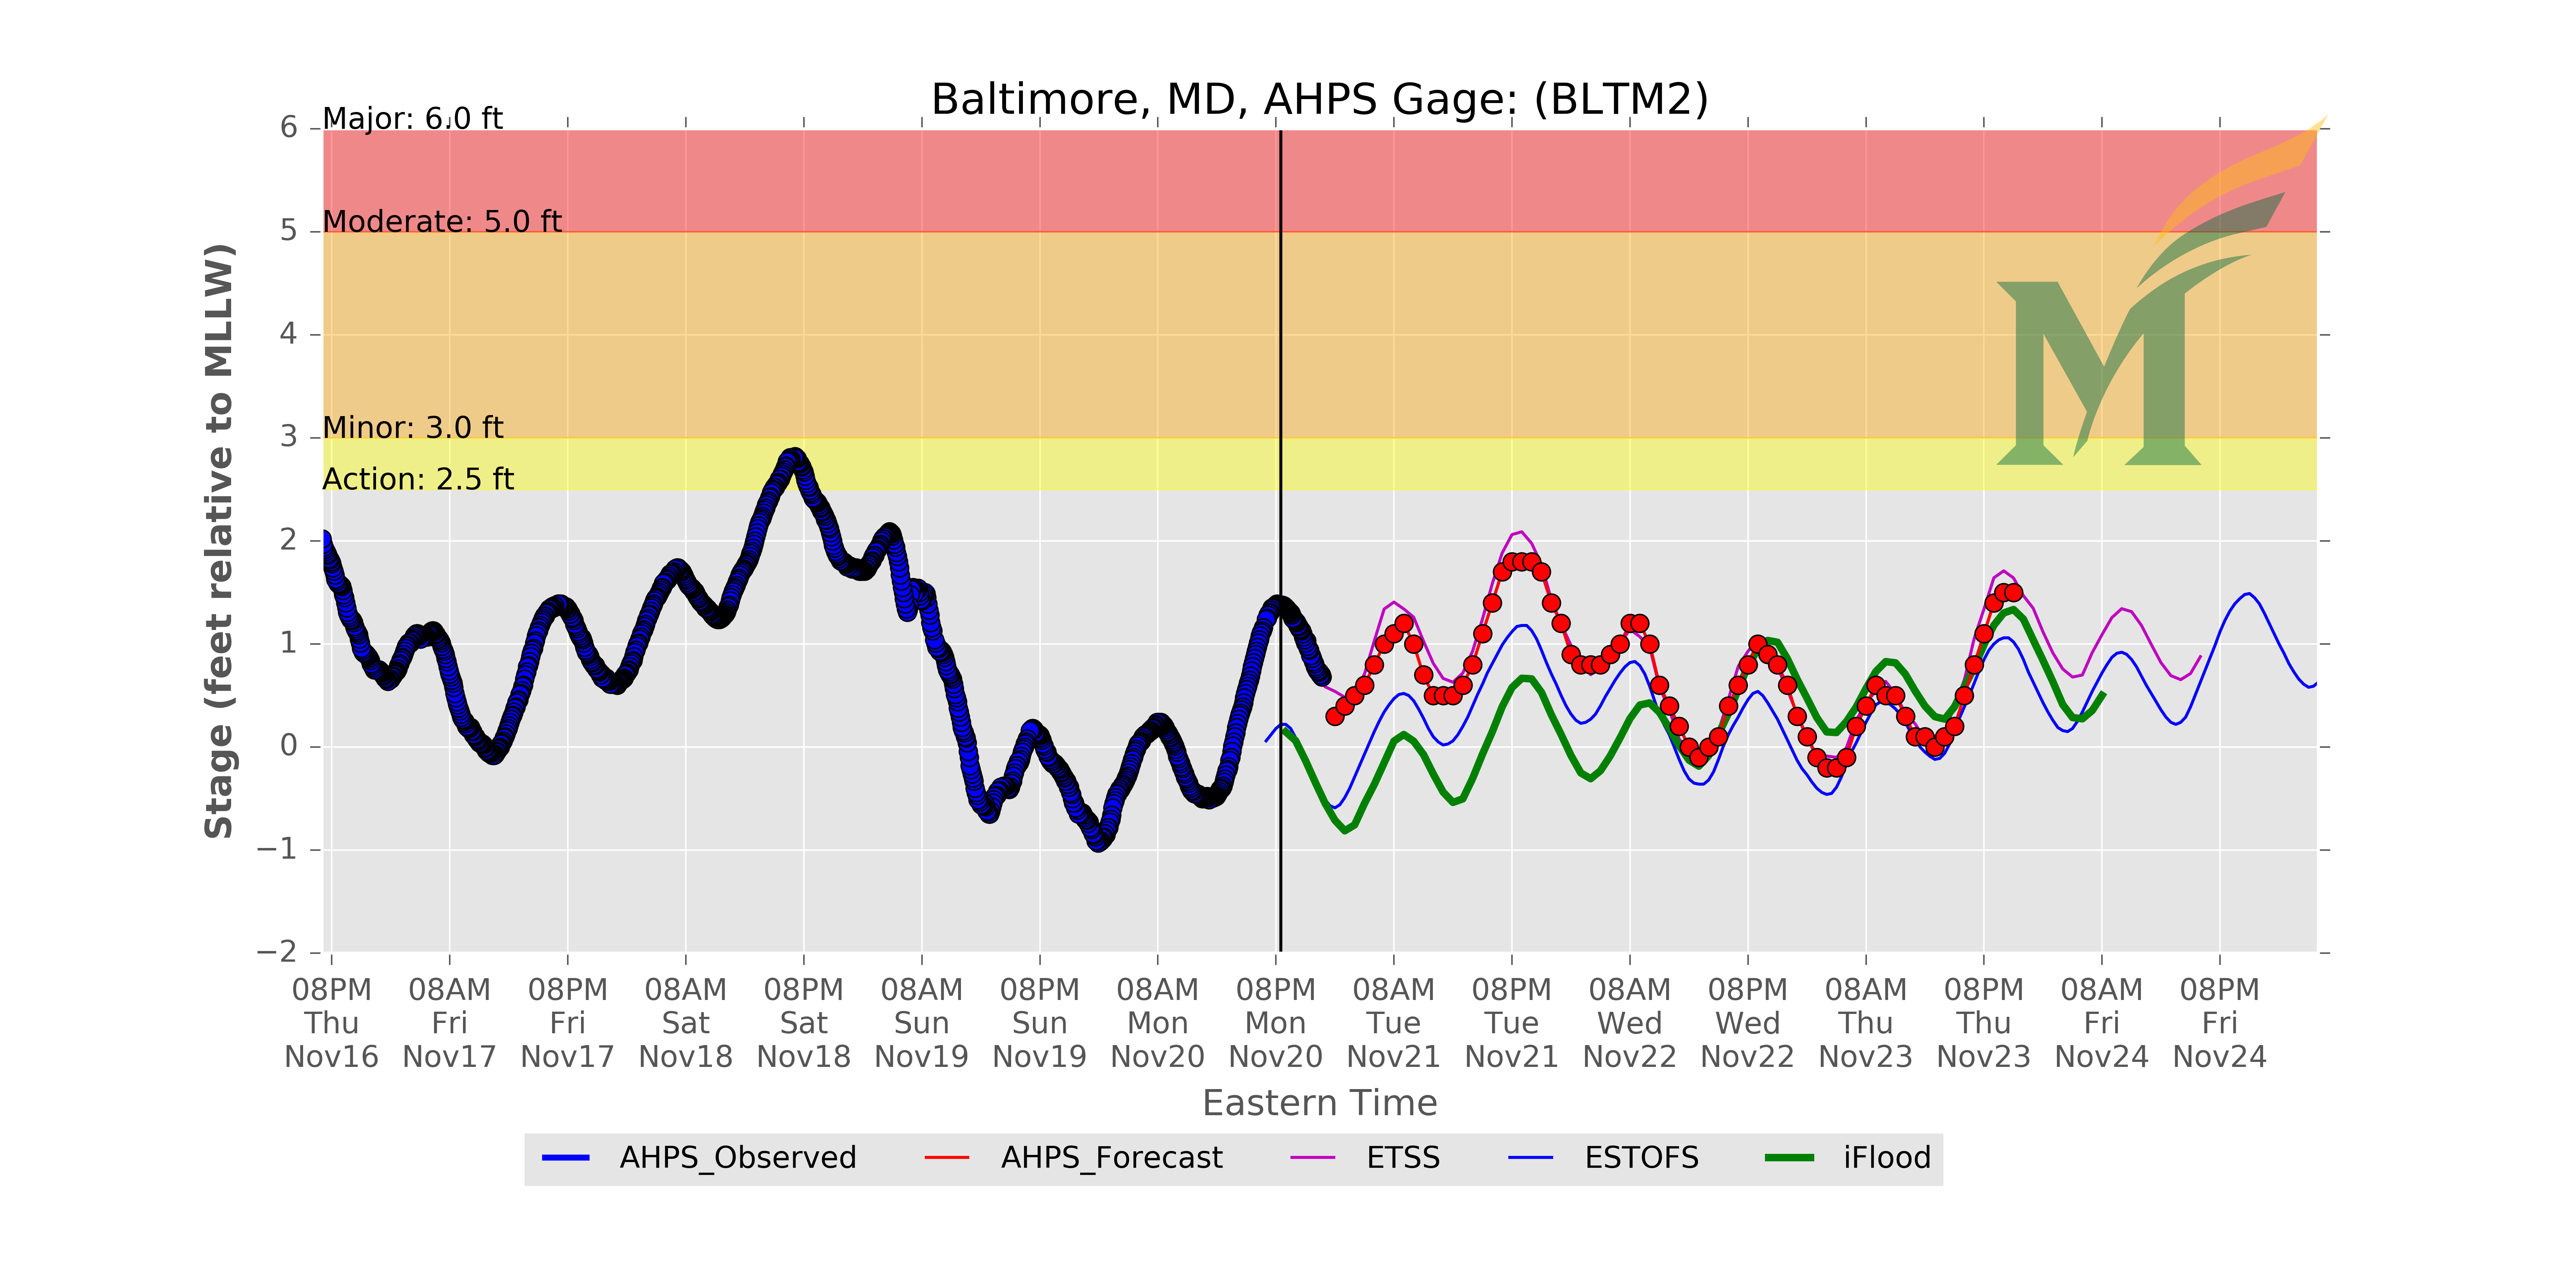 Baltimore, MD, AHPS Gage: (BLTM2)
Major: 6.0 ft
Moderate: 5.0 ft
Minor: 3.0 ft
Action: 2.5 ft
6
5
4
3
2
1
0
−1
−2
Stage (feet relative to MLLW)
M
08PM 08AM 08PM 08AM 08PM 08AM 08PM 08AM 08PM 08AM 08PM 08AM 08PM 08AM 08PM 08AM 08PM
Thu Fri Fri Sat Sat Sun Sun Mon Mon Tue Tue Wed Wed Thu Thu Fri Fri
Nov16 Nov17 Nov17 Nov18 Nov18 Nov19 Nov19 Nov20 Nov20 Nov21 Nov21 Nov22 Nov22 Nov23 Nov23 Nov24 Nov24
Eastern Time
AHPS_Observed AHPS_Forecast ETSS ESTOFS iFlood